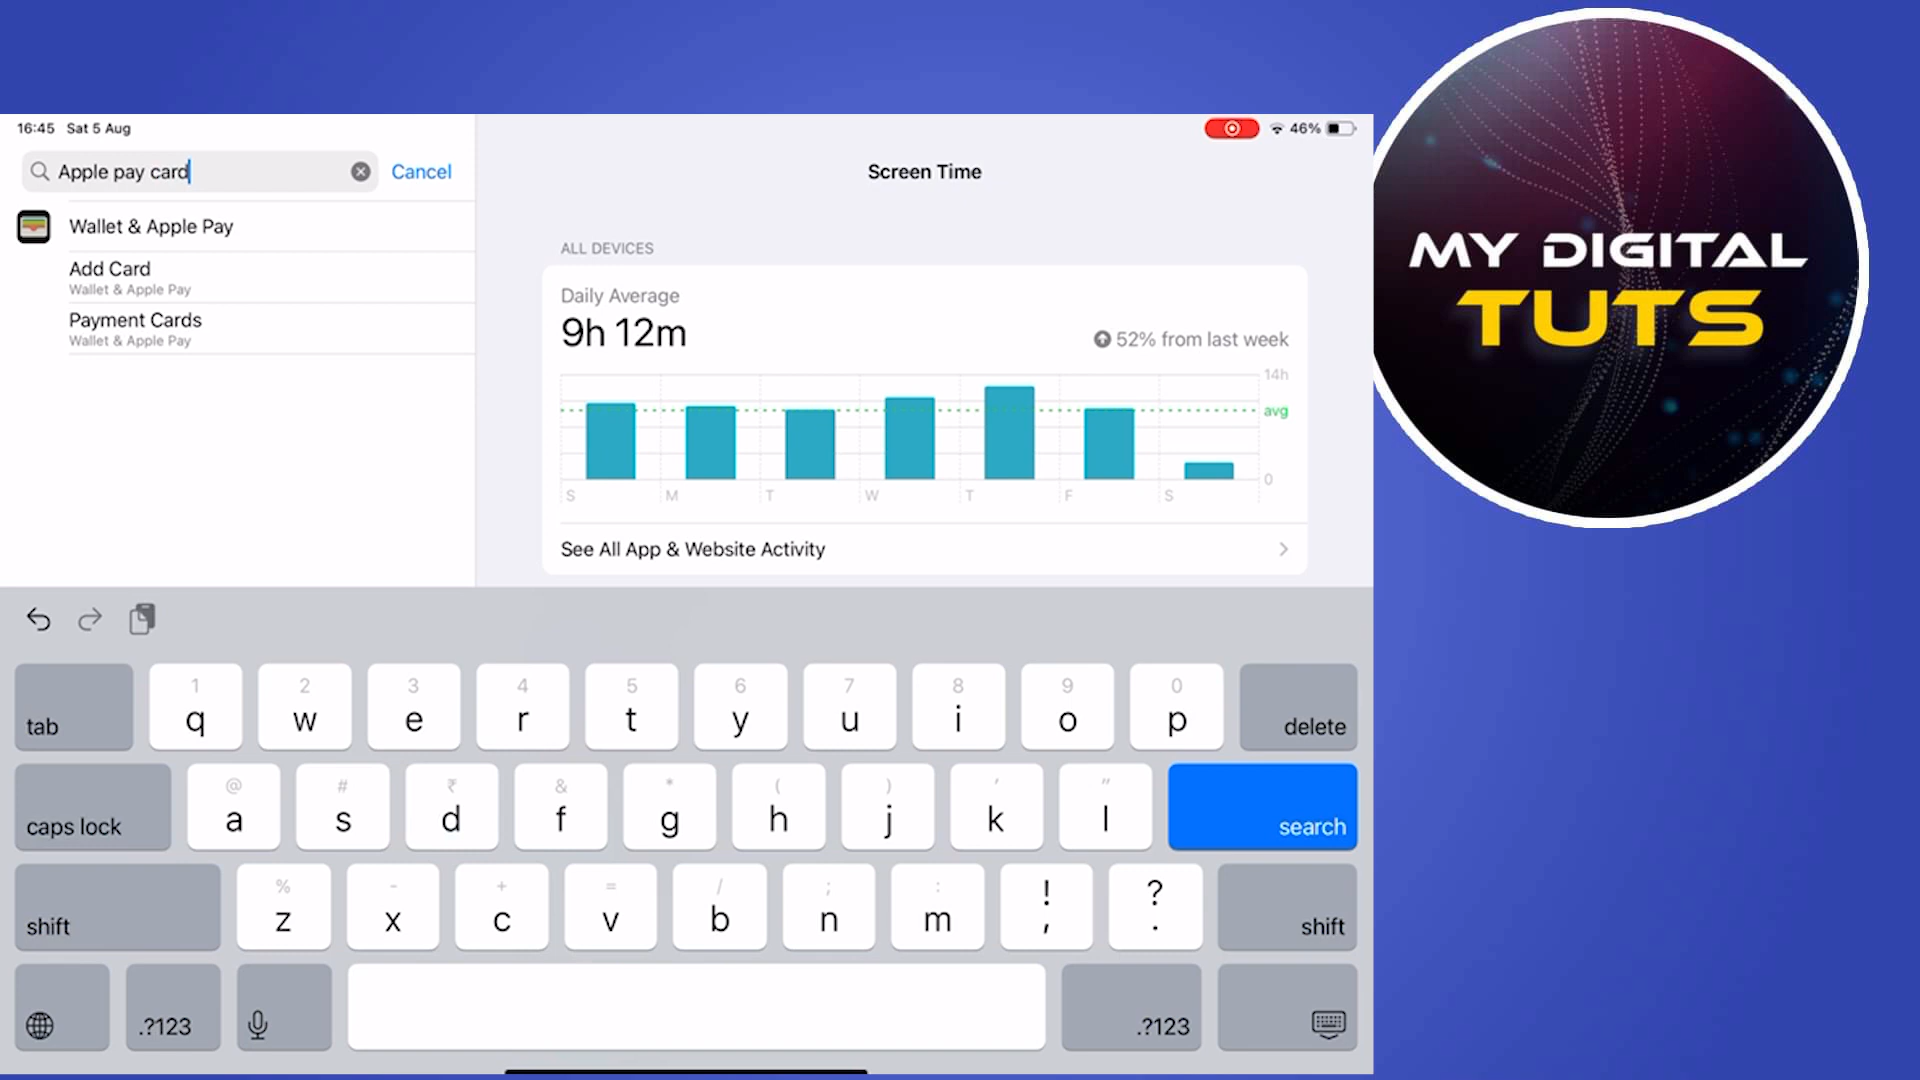 16:45 Sat 5 Aug
46%
Apple pay card
Cancel
Wallet & Apple Pay
Add Card
Wallet & Apple Pay
Payment Cards
Wallet & Apple Pay
Screen Time
ALL DEVICES
Daily Average
9h 12m
52% from last week
14h
avg
0
S M T W T F S
See All App & Website Activity
MY DIGITAL
TUTS
1 2 3 4 5 6 7 8 9 0
tab q w e r t y u i o p delete
@ # ₹ & * ( ) ' "
caps lock a s d f g h j k l search
% - + = / ; : ! ?
shift z x c v b n m , . shift
.?123 .?123